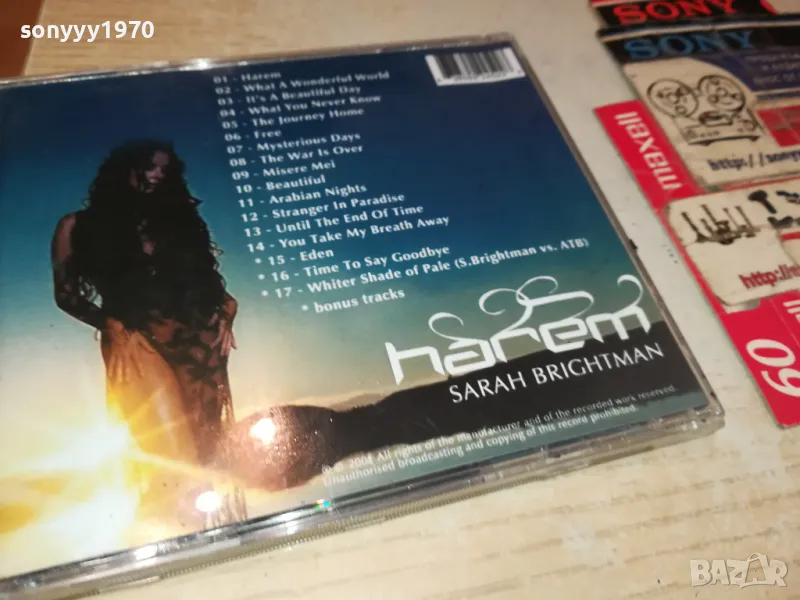 sonyyy1970
01 - Harem
02 - What A Wonderful World
03 - It's A Beautiful Day
04 - What You Never Know
05 - The Journey Home
06 - Free
07 - Mysterious Days
08 - The War Is Over
09 - Misere Mei
10 - Beautiful
11 - Arabian Nights
12 - Stranger In Paradise
13 - Until The End Of Time
14 - You Take My Breath Away
* 15 - Eden
* 16 - Time To Say Goodbye
* 17 - Whiter Shade of Pale (S.Brightman vs. ATB)
* bonus tracks
harem
SARAH BRIGHTMAN
℗ © 2004 All rights of the manufacturer and of the recorded work reserved.
Unauthorised broadcasting and copying of this record prohibited.
SONY
SONY
maxell
http://sony
http://
60
BAZAR